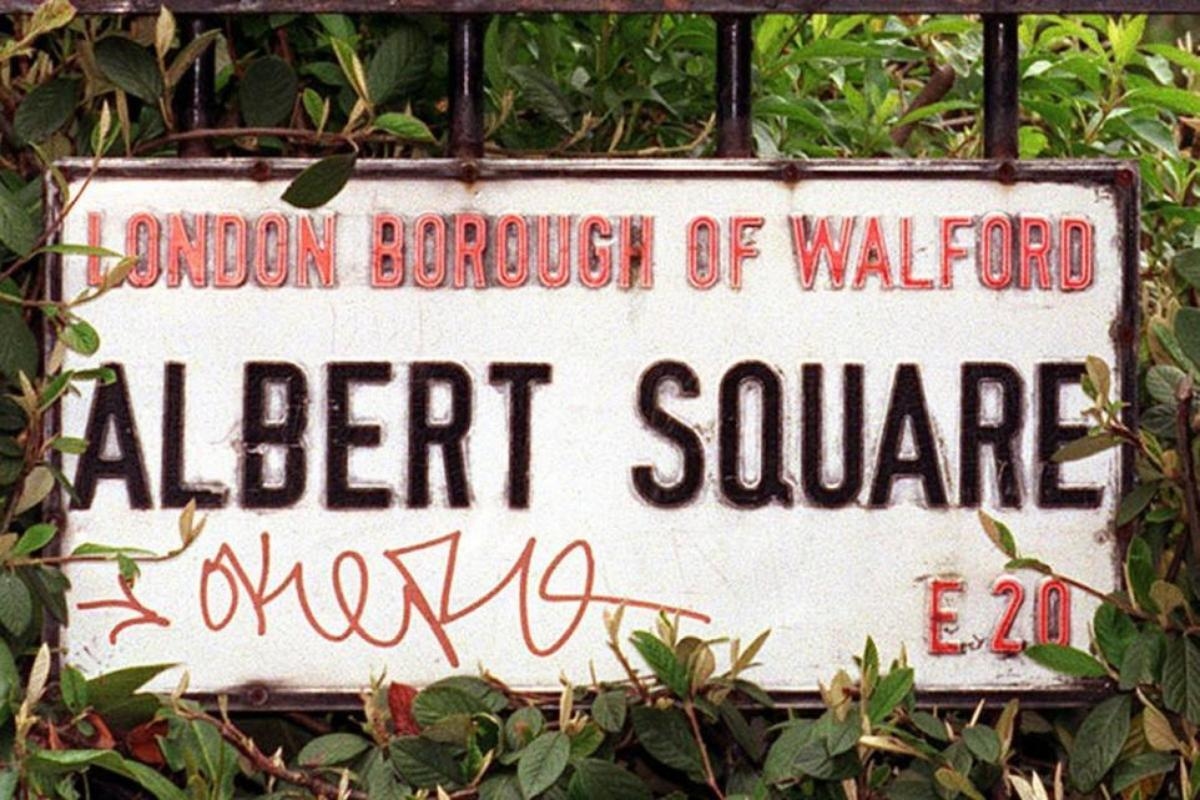 LONDON BOROUGH OF WALFORD
ALBERT SQUARE
E.20